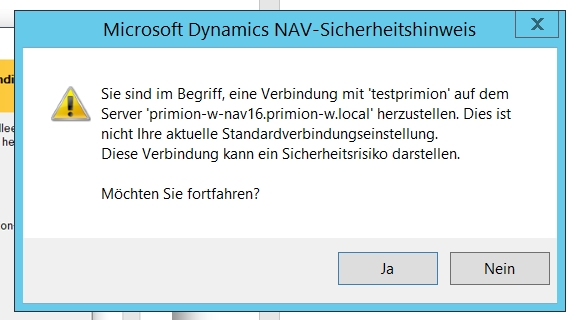 Microsoft Dynamics NAV-Sicherheitshinweis
Sie sind im Begriff, eine Verbindung mit 'testprimion' auf dem
Server 'primion-w-nav16.primion-w.local' herzustellen. Dies ist
nicht Ihre aktuelle Standardverbindungseinstellung.
Diese Verbindung kann ein Sicherheitsrisiko darstellen.
Möchten Sie fortfahren?
Ja
Nein